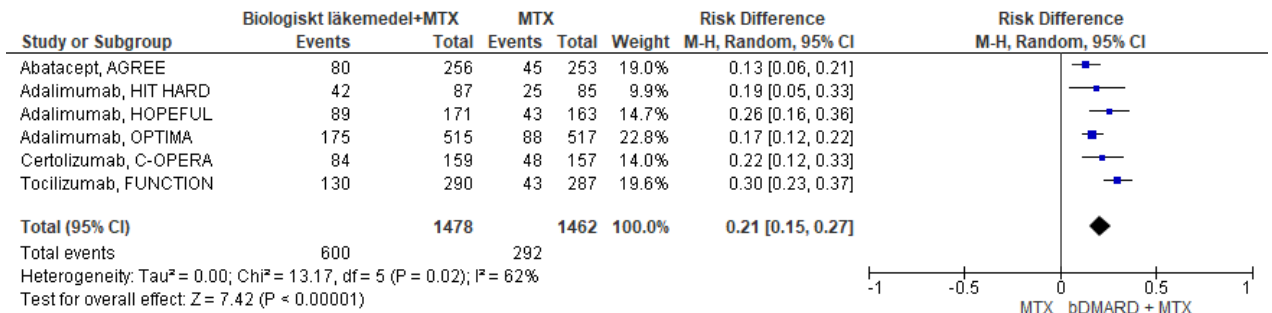 Biologiskt läkemedel+MTX MTX Risk Difference Risk Difference
Study or Subgroup Events Total Events Total Weight M-H, Random, 95% CI M-H, Random, 95% CI
Abatacept, AGREE 80 256 45 253 19.0% 0.13 [0.06, 0.21]
Adalimumab, HIT HARD 42 87 25 85 9.9% 0.19 [0.05, 0.33]
Adalimumab, HOPEFUL 89 171 43 163 14.7% 0.26 [0.16, 0.36]
Adalimumab, OPTIMA 175 515 88 517 22.8% 0.17 [0.12, 0.22]
Certolizumab, C-OPERA 84 159 48 157 14.0% 0.22 [0.12, 0.33]
Tocilizumab, FUNCTION 130 290 43 287 19.6% 0.30 [0.23, 0.37]
Total (95% CI) 1478 1462 100.0% 0.21 [0.15, 0.27]
Total events 600 292
Heterogeneity: Tau² = 0.00; Chi² = 13.17, df = 5 (P = 0.02); I² = 62%
Test for overall effect: Z = 7.42 (P < 0.00001)
-1 -0.5 0 0.5 1
MTX bDMARD + MTX